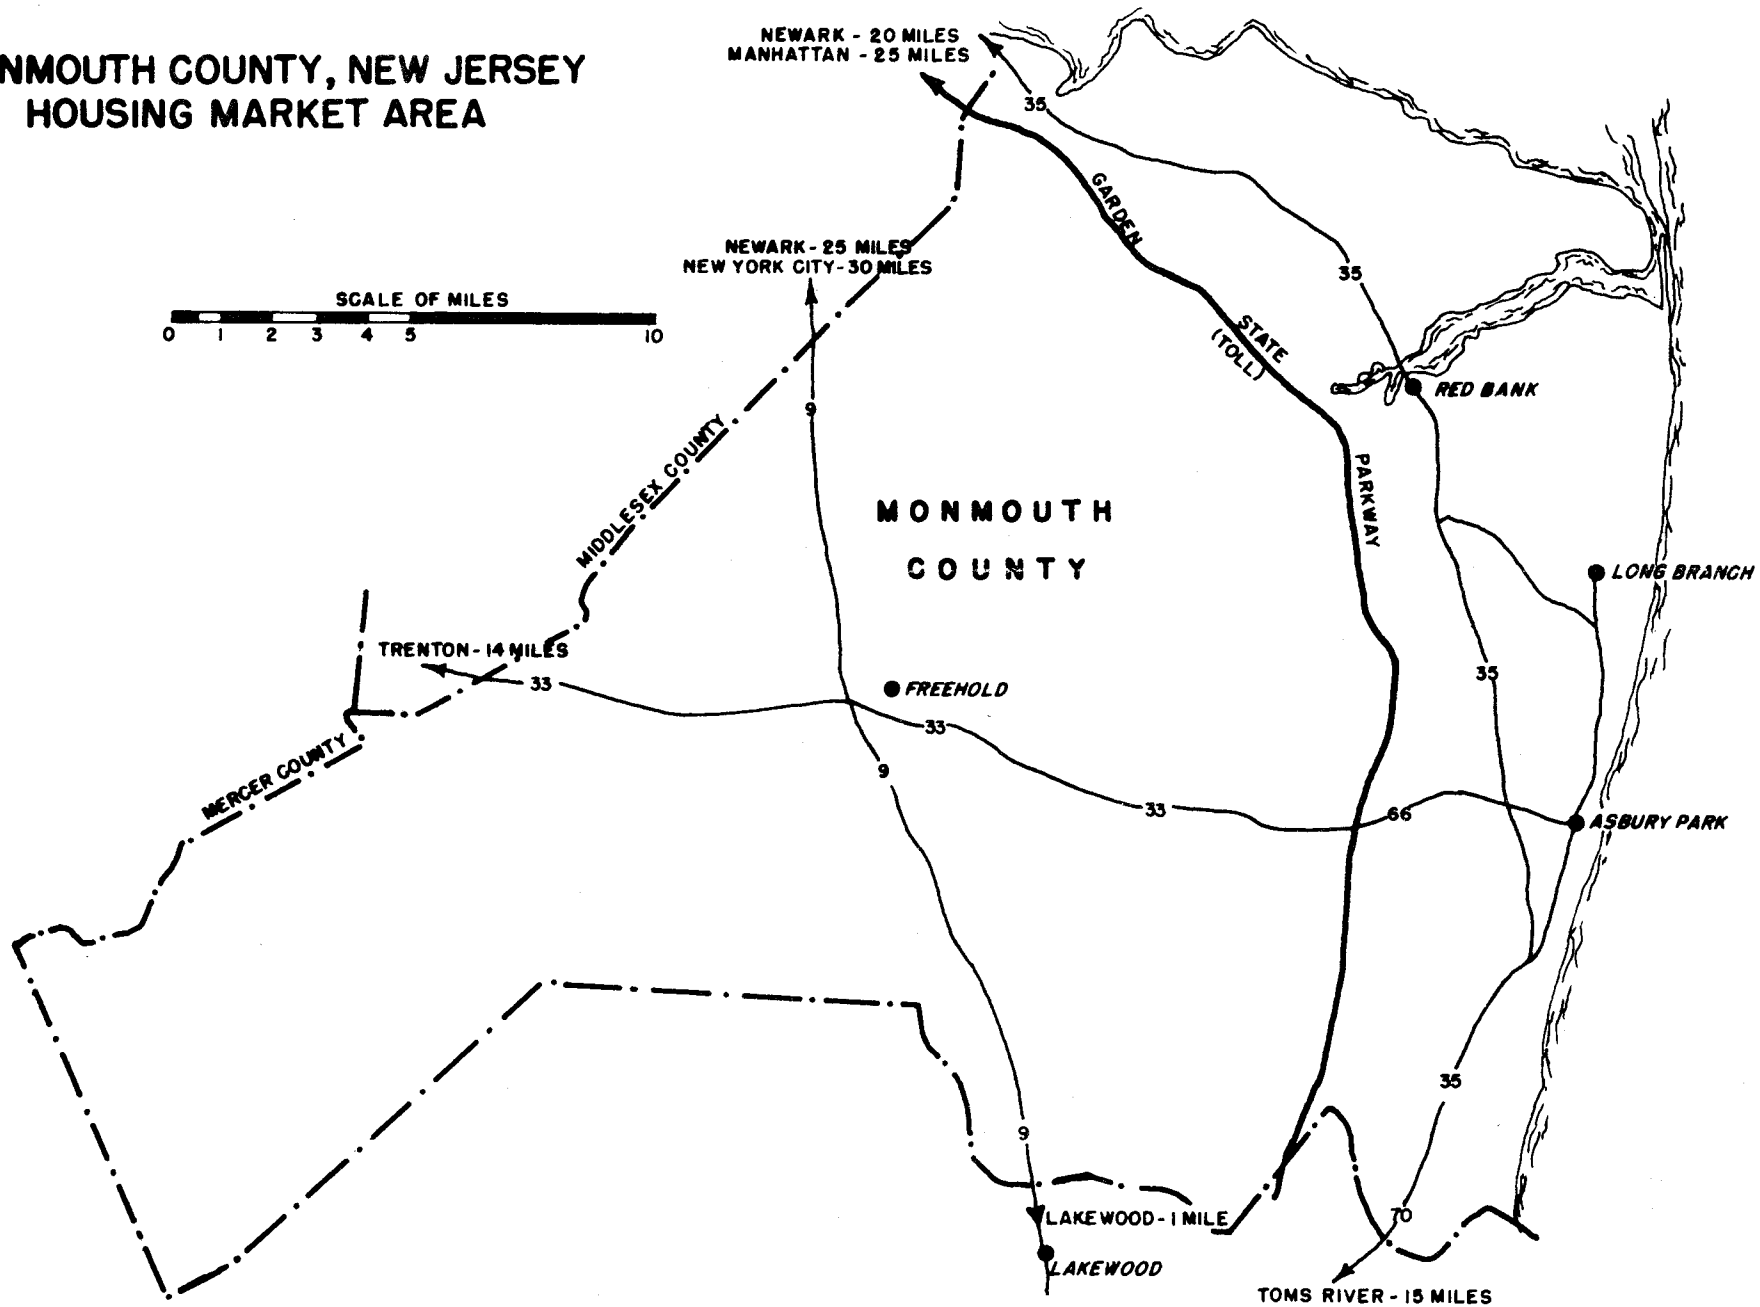 NMOUTH COUNTY, NEW JERSEY
HOUSING MARKET AREA
NEWARK - 20 MILES
MANHATTAN - 25 MILES
35
GARDEN
NEWARK - 25 MILES
NEW YORK CITY - 30 MILES
35
SCALE OF MILES
0 1 2 3 4 5 10
STATE
(TOLL)
RED BANK
9
MIDDLESEX COUNTY
PARKWAY
MONMOUTH
COUNTY
LONG BRANCH
TRENTON - 14 MILES
33
35
FREEHOLD
33
9
MERCER COUNTY
33
66
ASBURY PARK
35
9
LAKEWOOD - 1 MILE
70
LAKEWOOD
TOMS RIVER - 15 MILES